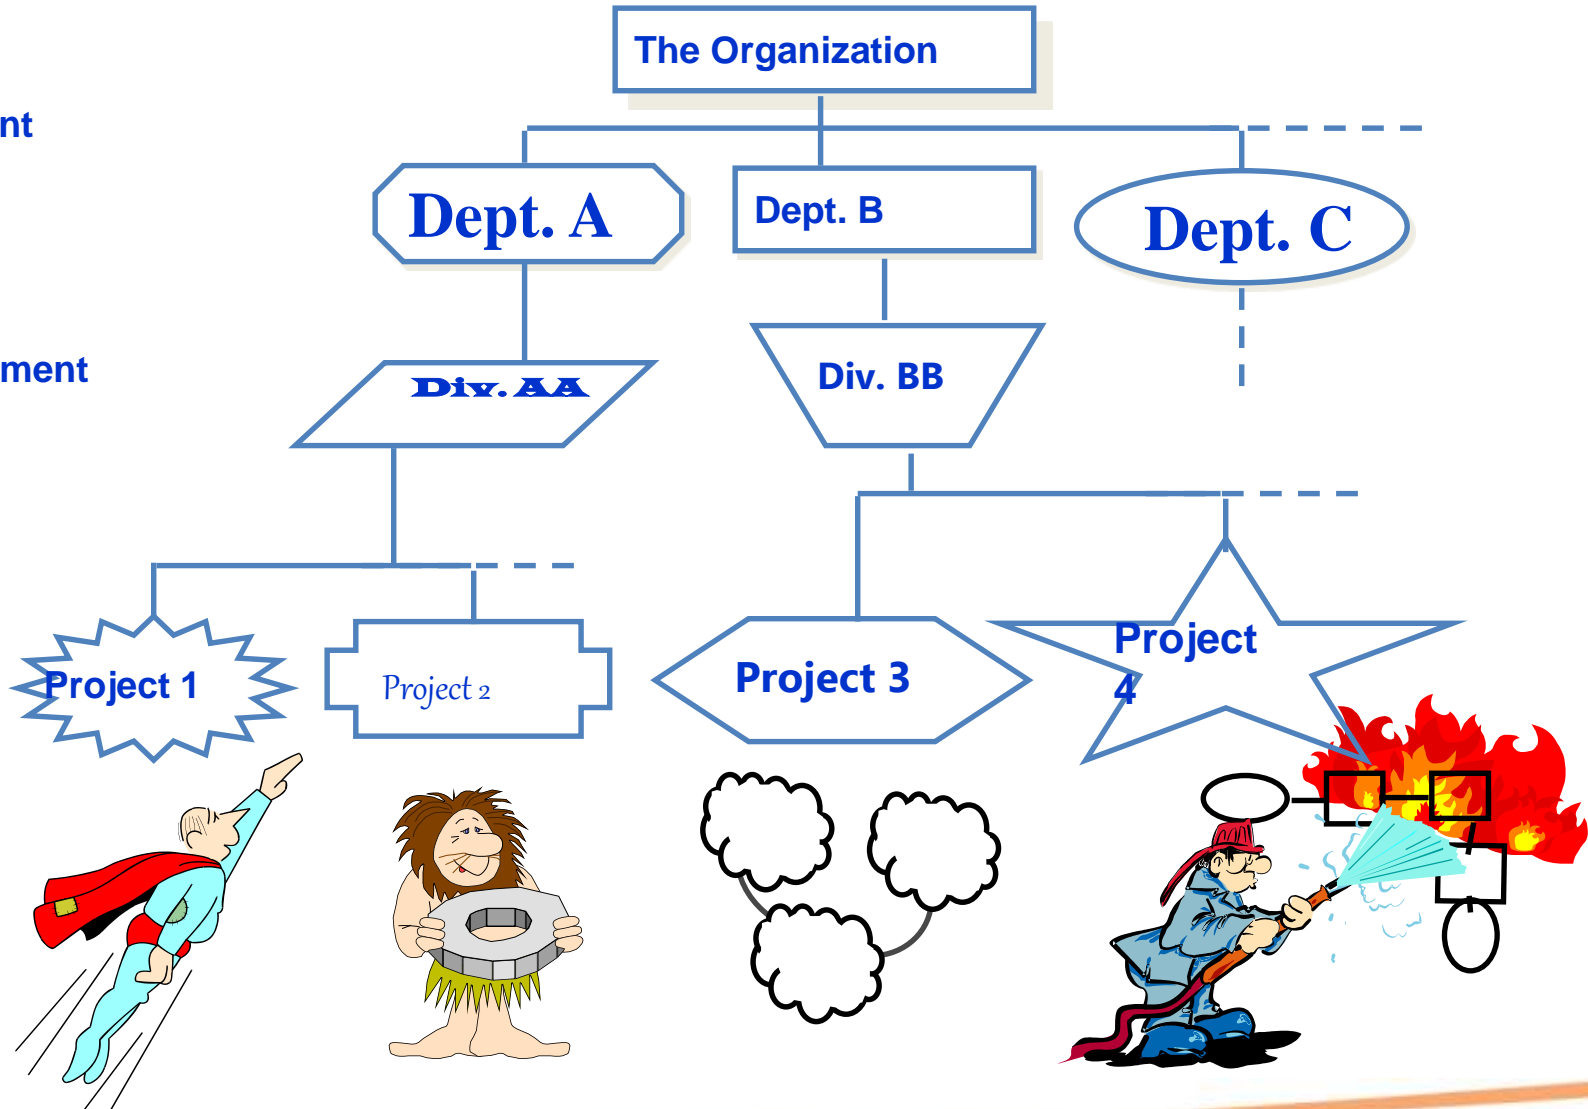 The Organization
nt
Dept. A
Dept. B
Dept. C
ment
Div. AA
Div. BB
Project 1
Project 2
Project 3
Project
4